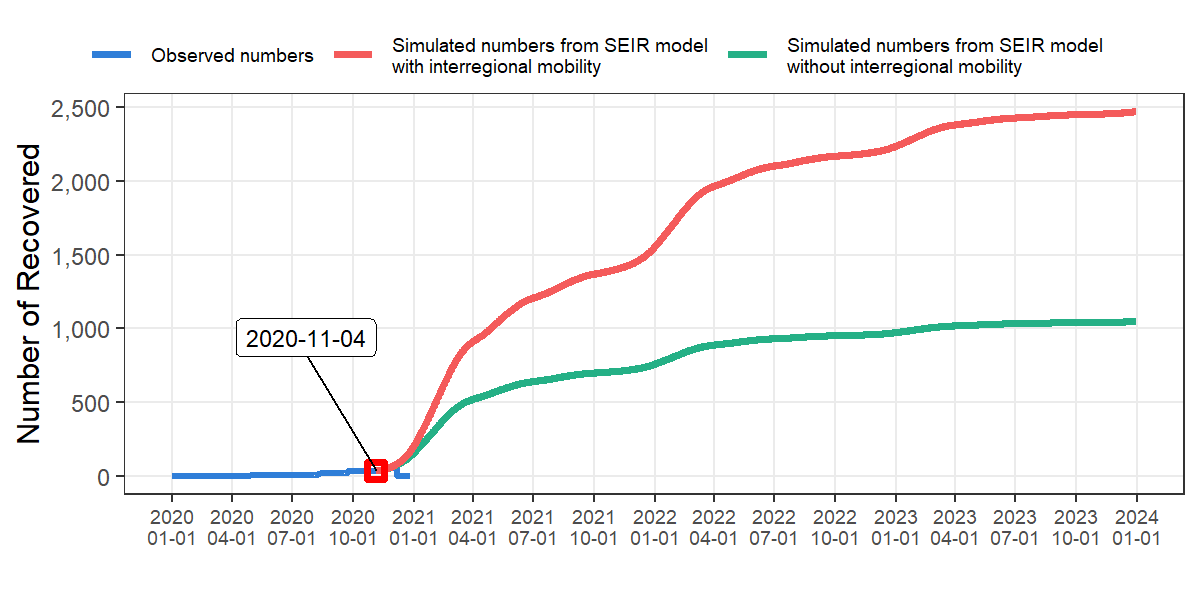 Observed numbers
Simulated numbers from SEIR model
with interregional mobility
Simulated numbers from SEIR model
without interregional mobility
Number of Recovered
2,500
2,000
1,500
1,000
500
0
2020-11-04
2020 2020 2020 2020 2021 2021 2021 2021 2022 2022 2022 2022 2023 2023 2023 2023 2024
01-01 04-01 07-01 10-01 01-01 04-01 07-01 10-01 01-01 04-01 07-01 10-01 01-01 04-01 07-01 10-01 01-01